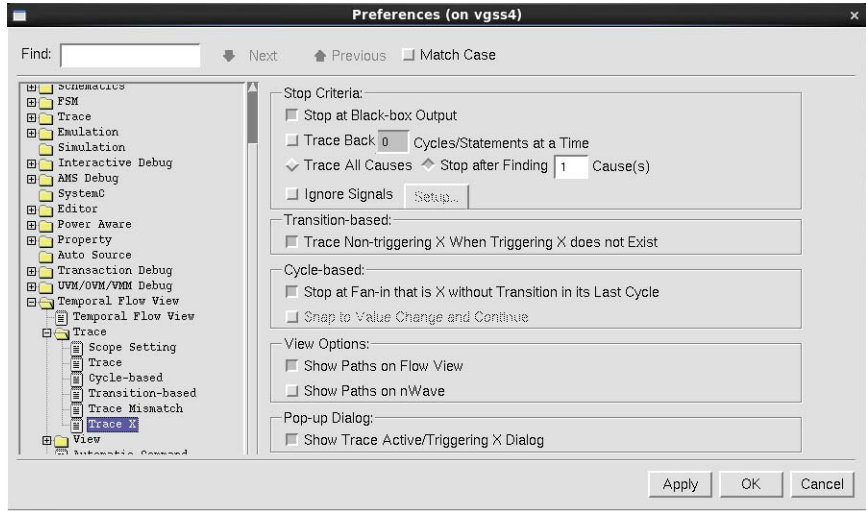 Preferences (on vgss4)
Find:
Next
Previous
Match Case
Schematics
FSM
Trace
Emulation
Simulation
Interactive Debug
AMS Debug
SystemC
Editor
Power Aware
Property
Auto Source
Transaction Debug
UVM/OVM/VMM Debug
Temporal Flow View
Temporal Flow View
Trace
Scope Setting
Trace
Cycle-based
Transition-based
Trace Mismatch
Trace X
View
Automatic Command
Stop Criteria:
Stop at Black-box Output
Trace Back 0 Cycles/Statements at a Time
Trace All Causes Stop after Finding 1 Cause(s)
Ignore Signals Setup...
Transition-based:
Trace Non-triggering X When Triggering X does not Exist
Cycle-based:
Stop at Fan-in that is X without Transition in its Last Cycle
Snap to Value Change and Continue
View Options:
Show Paths on Flow View
Show Paths on nWave
Pop-up Dialog:
Show Trace Active/Triggering X Dialog
Apply
OK
Cancel